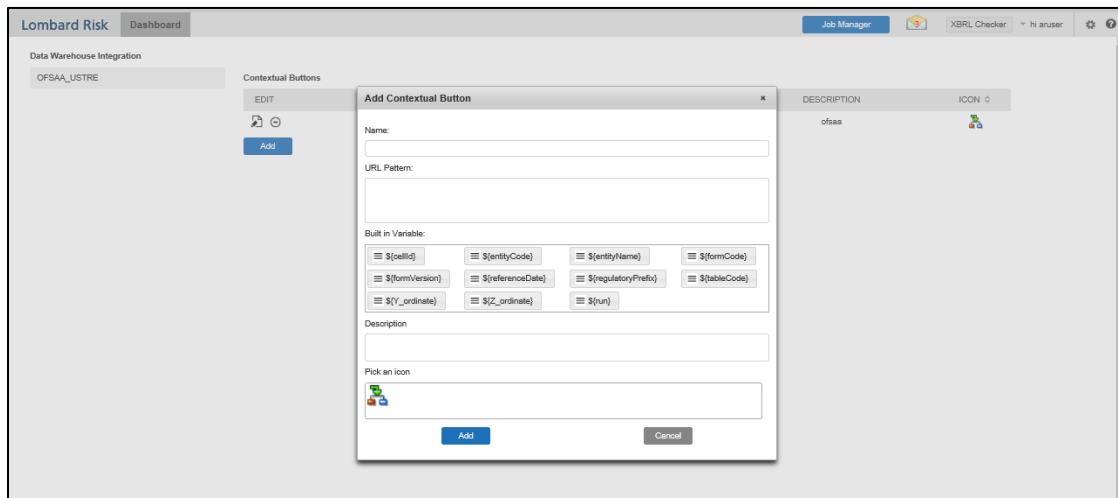 Lombard Risk Dashboard Job Manager 3 XBRL Checker hi aruser
Data Warehouse Integration
OFSAA_USTRE
Contextual Buttons
EDIT DESCRIPTION ICON
ofsaa
Add
Add Contextual Button ×
Name:
URL Pattern:
Built in Variable:
${cellId} ${entityCode} ${entityName} ${formCode}
${formVersion} ${referenceDate} ${regulatoryPrefix} ${tableCode}
${Y_ordinate} ${Z_ordinate} ${run}
Description
Pick an icon
Add Cancel